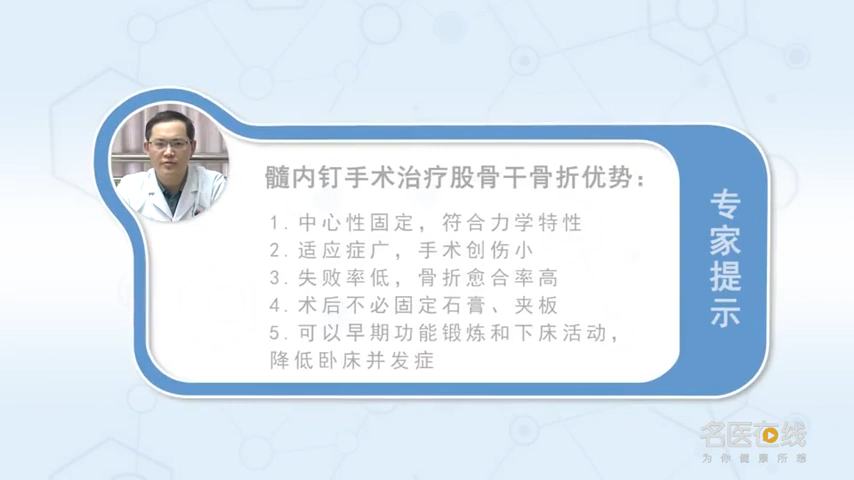 髓内钉手术治疗股骨干骨折优势：
1. 中心性固定，符合力学特性
2. 适应症广，手术创伤小
3. 失败率低，骨折愈合率高
4. 术后不必固定石膏、夹板
5. 可以早期功能锻炼和下床活动，
降低卧床并发症
专家提示
名医在线
为你健康所想